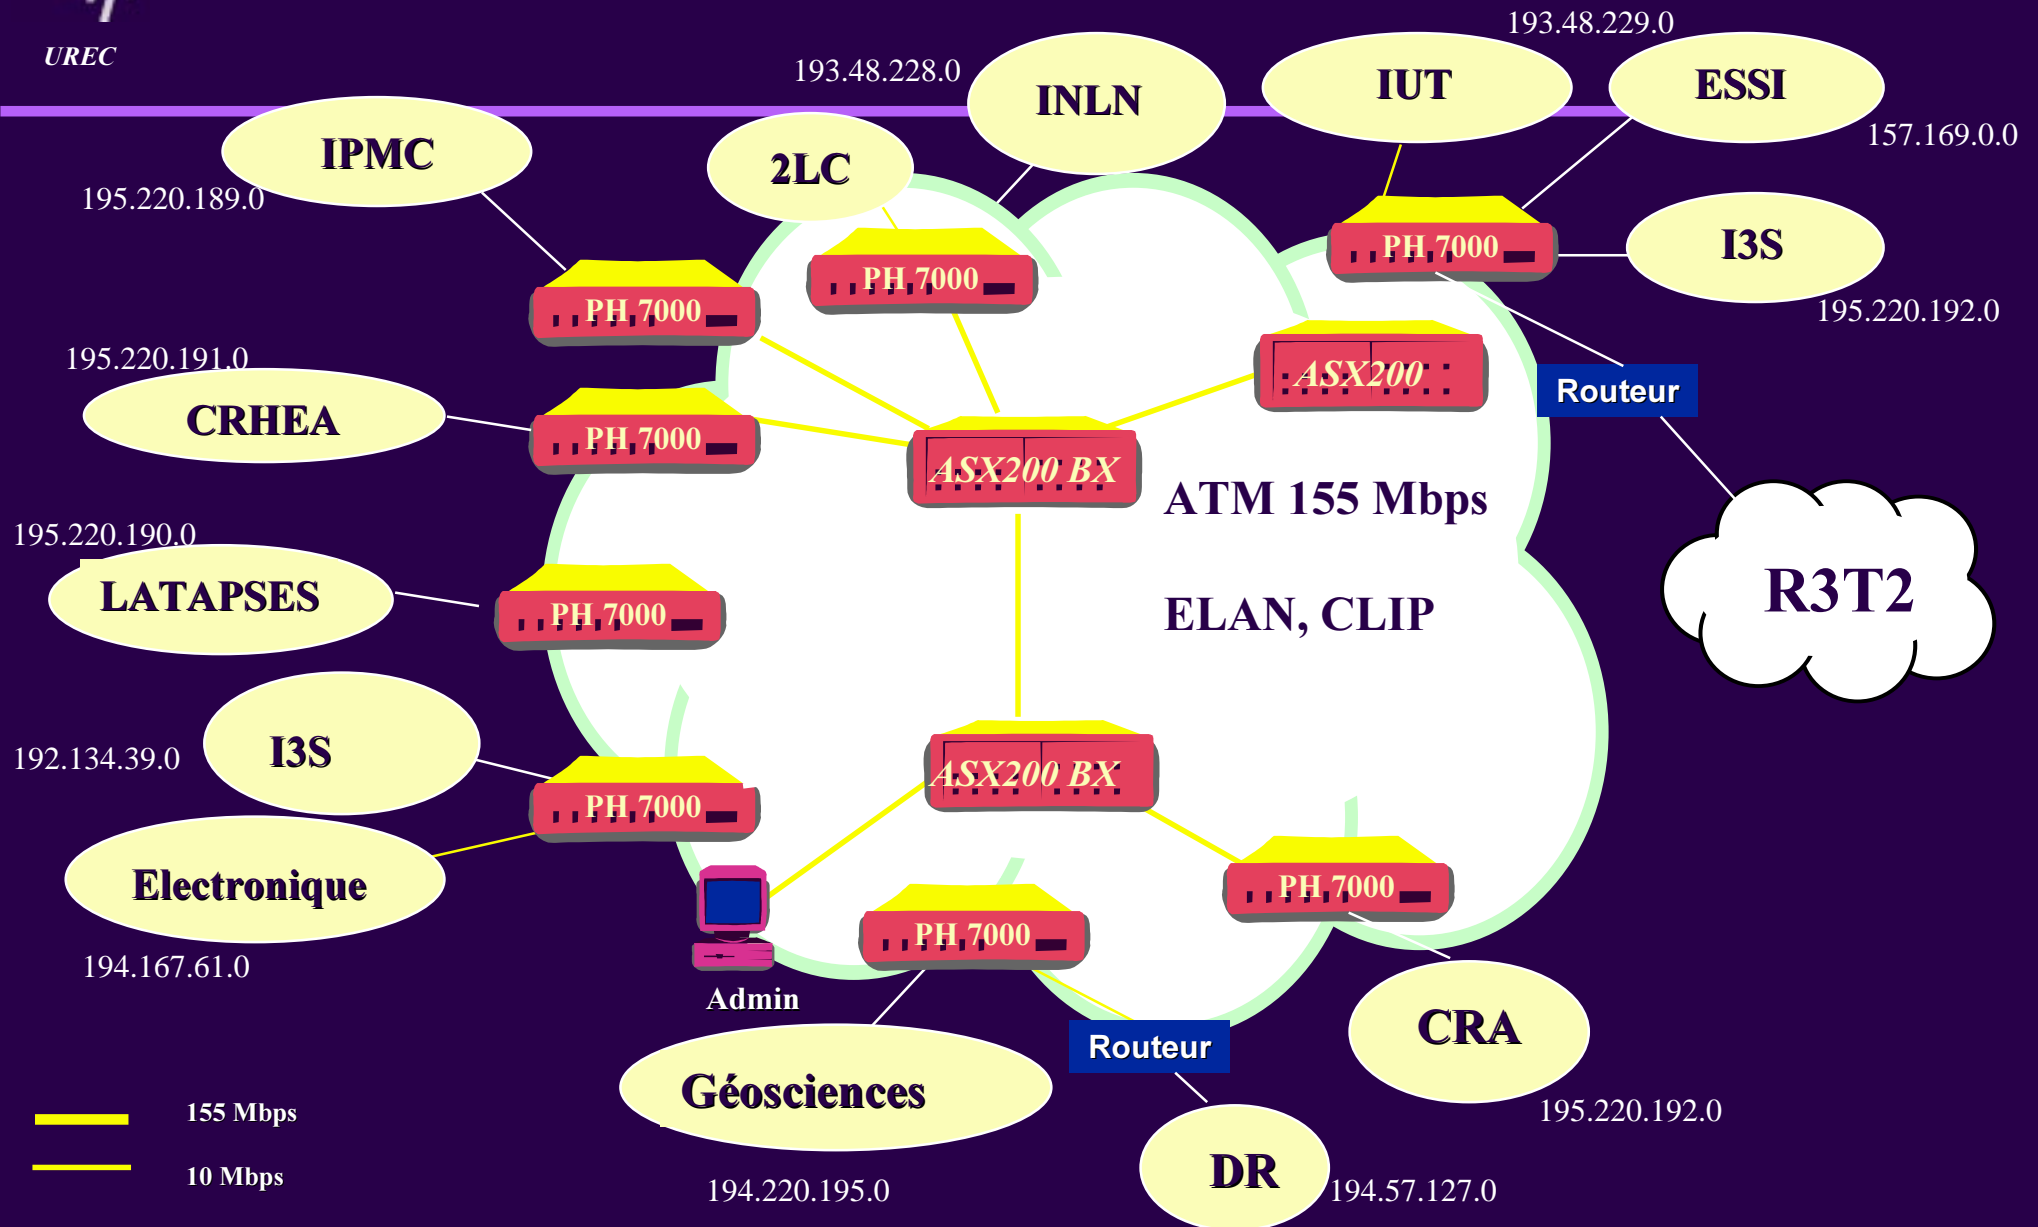 UREC
193.48.228.0
193.48.229.0
INLN
IUT
ESSI
157.169.0.0
IPMC
2LC
195.220.189.0
PH 7000
I3S
PH 7000
PH 7000
195.220.192.0
195.220.191.0
ASX200
Routeur
CRHEA
PH 7000
ASX200 BX
ATM 155 Mbps
195.220.190.0
LATAPSES
PH 7000
ELAN, CLIP
R3T2
I3S
192.134.39.0
PH 7000
ASX200 BX
Electronique
PH 7000
194.167.61.0
PH 7000
Admin
Routeur
CRA
Géosciences
155 Mbps
195.220.192.0
10 Mbps
194.220.195.0
DR
194.57.127.0